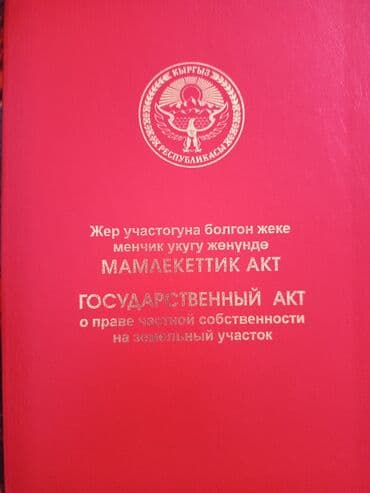 КЫРГЫЗ
РЕСПУБЛИКАСЫ
Жер участогуна болгон жеке
менчик укугу жөнүндө
МАМЛЕКЕТТИК АКТ
ГОСУДАРСТВЕННЫЙ АКТ
о праве частной собственности
на земельный участок